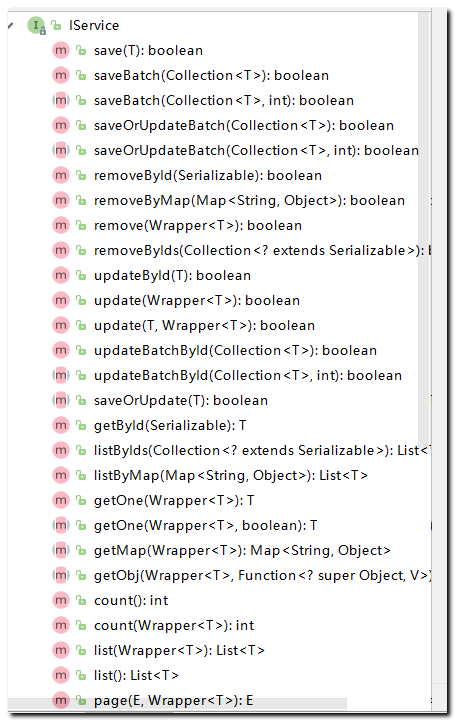 IService
save(T): boolean
saveBatch(Collection<T>): boolean
saveBatch(Collection<T>, int): boolean
saveOrUpdateBatch(Collection<T>): boolean
saveOrUpdateBatch(Collection<T>, int): boolean
removeById(Serializable): boolean
removeByMap(Map<String, Object>): boolean
remove(Wrapper<T>): boolean
removeByIds(Collection<? extends Serializable>):
updateById(T): boolean
update(Wrapper<T>): boolean
update(T, Wrapper<T>): boolean
updateBatchById(Collection<T>): boolean
updateBatchById(Collection<T>, int): boolean
saveOrUpdate(T): boolean
getById(Serializable): T
listByIds(Collection<? extends Serializable>): List<T
listByMap(Map<String, Object>): List<T>
getOne(Wrapper<T>): T
getOne(Wrapper<T>, boolean): T
getMap(Wrapper<T>): Map<String, Object>
getObj(Wrapper<T>, Function<? super Object, V>)
count(): int
count(Wrapper<T>): int
list(Wrapper<T>): List<T>
list(): List<T>
page(E, Wrapper<T>): E